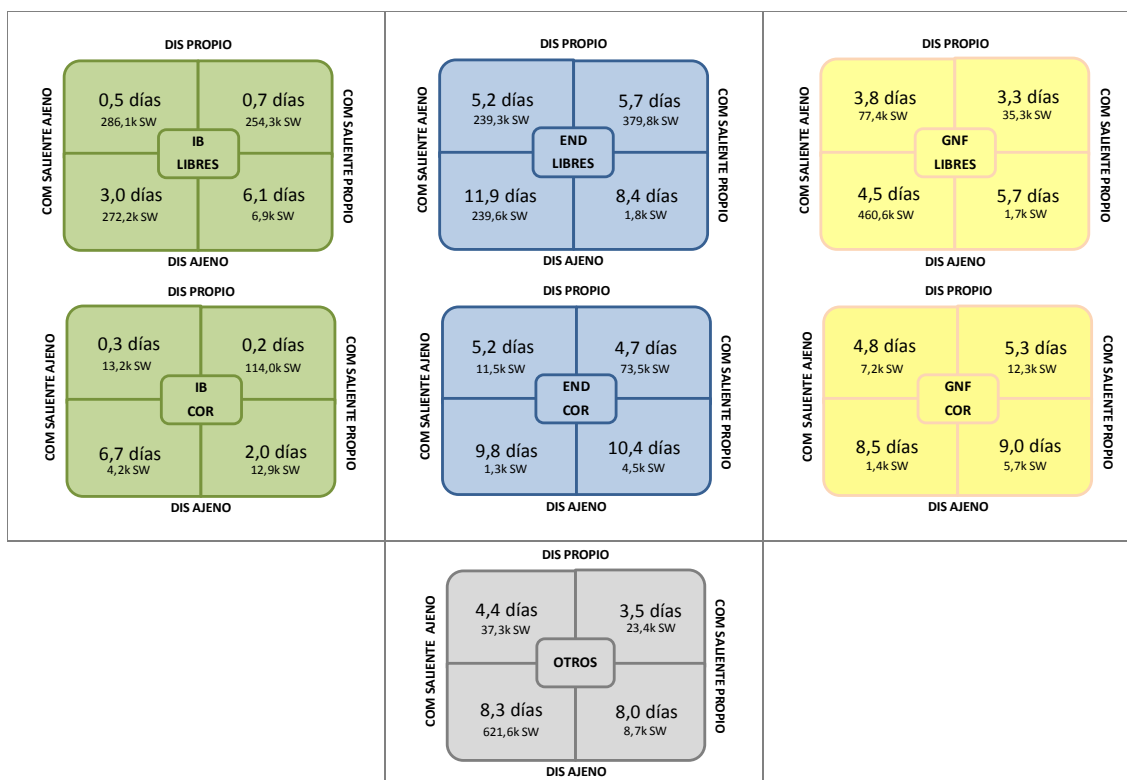 DIS PROPIO
COM SALIENTE AJENO
0,5 días
286,1k SW
0,7 días
254,3k SW
IB
LIBRES
3,0 días
272,2k SW
6,1 días
6,9k SW
COM SALIENTE PROPIO
DIS AJENO
DIS PROPIO
COM SALIENTE AJENO
0,3 días
13,2k SW
0,2 días
114,0k SW
IB
COR
6,7 días
4,2k SW
2,0 días
12,9k SW
COM SALIENTE PROPIO
DIS AJENO
DIS PROPIO
COM SALIENTE AJENO
5,2 días
239,3k SW
5,7 días
379,8k SW
END
LIBRES
11,9 días
239,6k SW
8,4 días
1,8k SW
COM SALIENTE PROPIO
DIS AJENO
DIS PROPIO
COM SALIENTE AJENO
5,2 días
11,5k SW
4,7 días
73,5k SW
END
COR
9,8 días
1,3k SW
10,4 días
4,5k SW
COM SALIENTE PROPIO
DIS AJENO
DIS PROPIO
COM SALIENTE AJENO
3,8 días
77,4k SW
3,3 días
35,3k SW
GNF
LIBRES
4,5 días
460,6k SW
5,7 días
1,7k SW
COM SALIENTE PROPIO
DIS AJENO
DIS PROPIO
COM SALIENTE AJENO
4,8 días
7,2k SW
5,3 días
12,3k SW
GNF
COR
8,5 días
1,4k SW
9,0 días
5,7k SW
COM SALIENTE PROPIO
DIS AJENO
DIS PROPIO
COM SALIENTE AJENO
4,4 días
37,3k SW
3,5 días
23,4k SW
OTROS
8,3 días
621,6k SW
8,0 días
8,7k SW
COM SALIENTE PROPIO
DIS AJENO